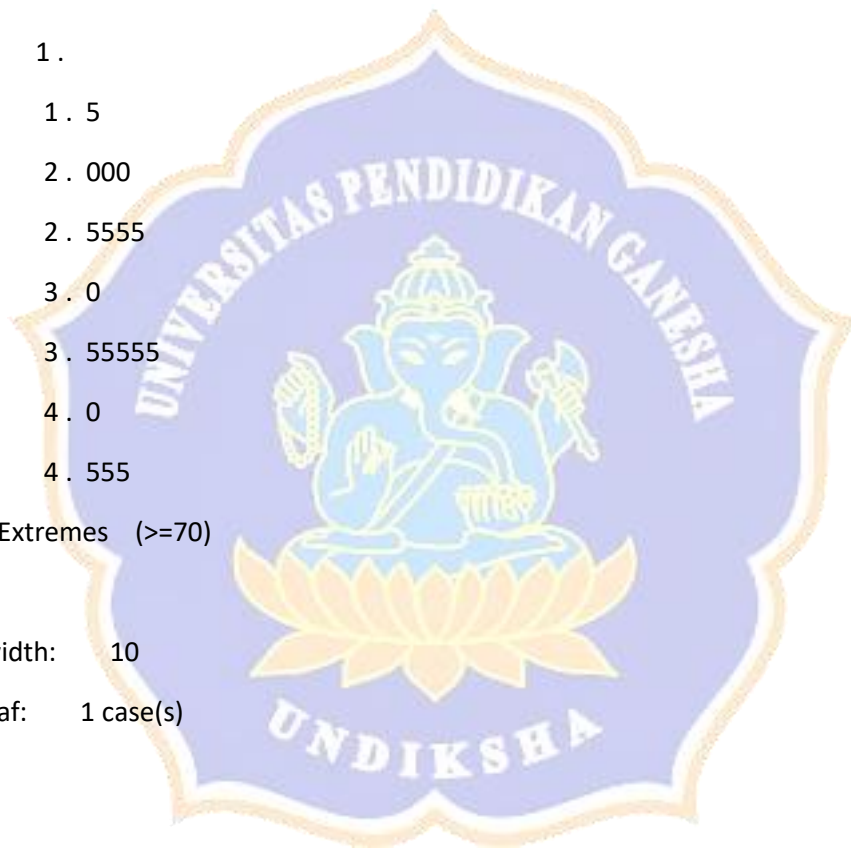 1 .
1 . 5
2 . 000
2 . 5555
3 . 0
3 . 55555
4 . 0
4 . 555
Extremes (>=70)
idth: 10
af: 1 case(s)
UNIVERSITAS PENDIDIKAN GANESHA
UNDIKSHA